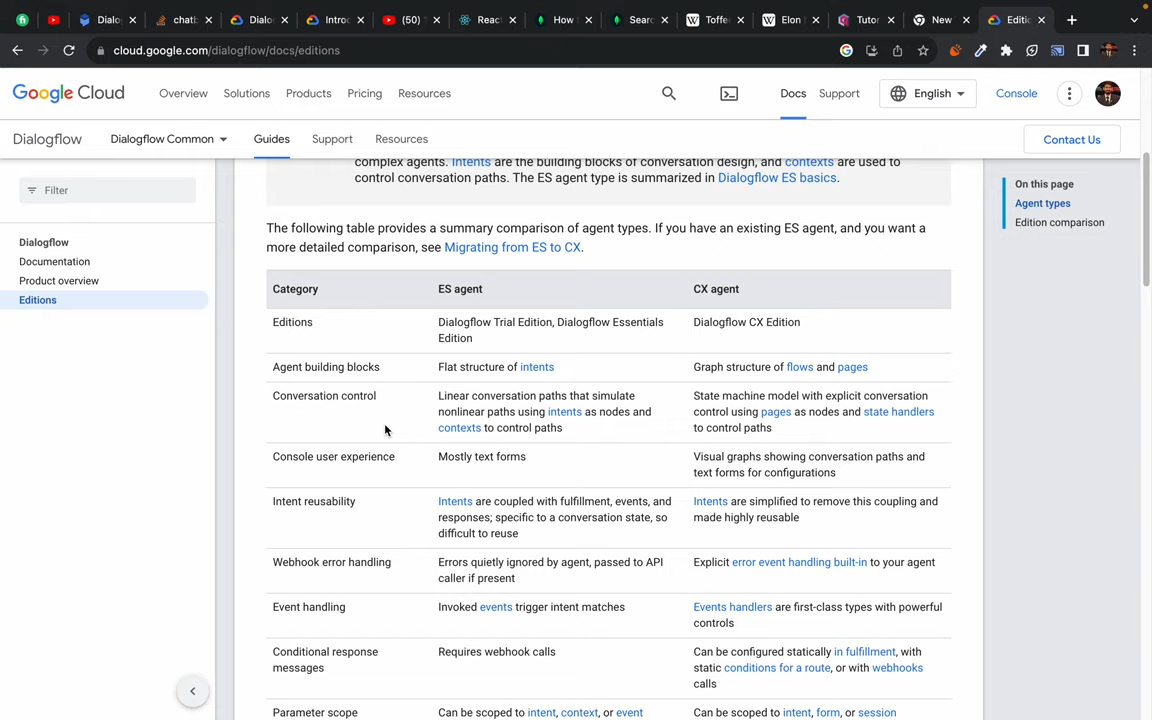 Dialo
chatb
Dialo
Introd
(50)
React
How
Searc
Toffe
Elon
Tutor
New
Editio
cloud.google.com/dialogflow/docs/editions
Google Cloud
Overview
Solutions
Products
Pricing
Resources
Docs
Support
English
Console
Dialogflow
Dialogflow Common
Guides
Support
Resources
Contact Us
Filter
Dialogflow
Documentation
Product overview
Editions
complex agents. Intents are the building blocks of conversation design, and contexts are used to
control conversation paths. The ES agent type is summarized in Dialogflow ES basics.
The following table provides a summary comparison of agent types. If you have an existing ES agent, and you want a
more detailed comparison, see Migrating from ES to CX.
Category ES agent CX agent
Editions Dialogflow Trial Edition, Dialogflow Essentials Dialogflow CX Edition
Edition
Agent building blocks Flat structure of intents Graph structure of flows and pages
Conversation control Linear conversation paths that simulate State machine model with explicit conversation
nonlinear paths using intents as nodes and control using pages as nodes and state handlers
contexts to control paths to control paths
Console user experience Mostly text forms Visual graphs showing conversation paths and
text forms for configurations
Intent reusability Intents are coupled with fulfillment, events, and Intents are simplified to remove this coupling and
responses; specific to a conversation state, so made highly reusable
difficult to reuse
Webhook error handling Errors quietly ignored by agent, passed to API Explicit error event handling built-in to your agent
caller if present
Event handling Invoked events trigger intent matches Events handlers are first-class types with powerful
controls
Conditional response Requires webhook calls Can be configured statically in fulfillment, with
messages static conditions for a route, or with webhooks
calls
Parameter scope Can be scoped to intent, context, or event Can be scoped to intent, form, or session
On this page
Agent types
Edition comparison